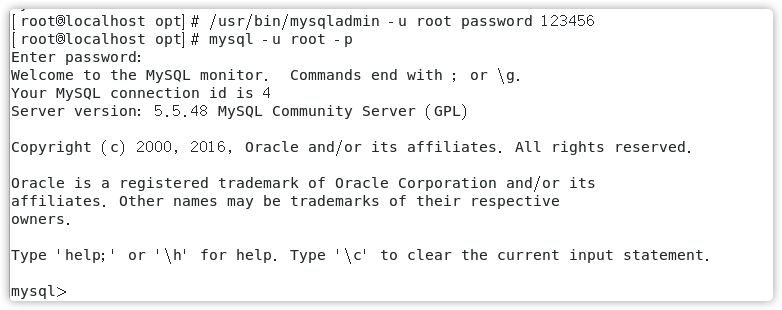 [root@localhost opt]# /usr/bin/mysqladmin -u root password 123456
[root@localhost opt]# mysql -u root -p
Enter password:
Welcome to the MySQL monitor.  Commands end with ; or \g.
Your MySQL connection id is 4
Server version: 5.5.48 MySQL Community Server (GPL)
Copyright (c) 2000, 2016, Oracle and/or its affiliates. All rights reserved.
Oracle is a registered trademark of Oracle Corporation and/or its
affiliates. Other names may be trademarks of their respective
owners.
Type 'help;' or '\h' for help. Type '\c' to clear the current input statement.
mysql>